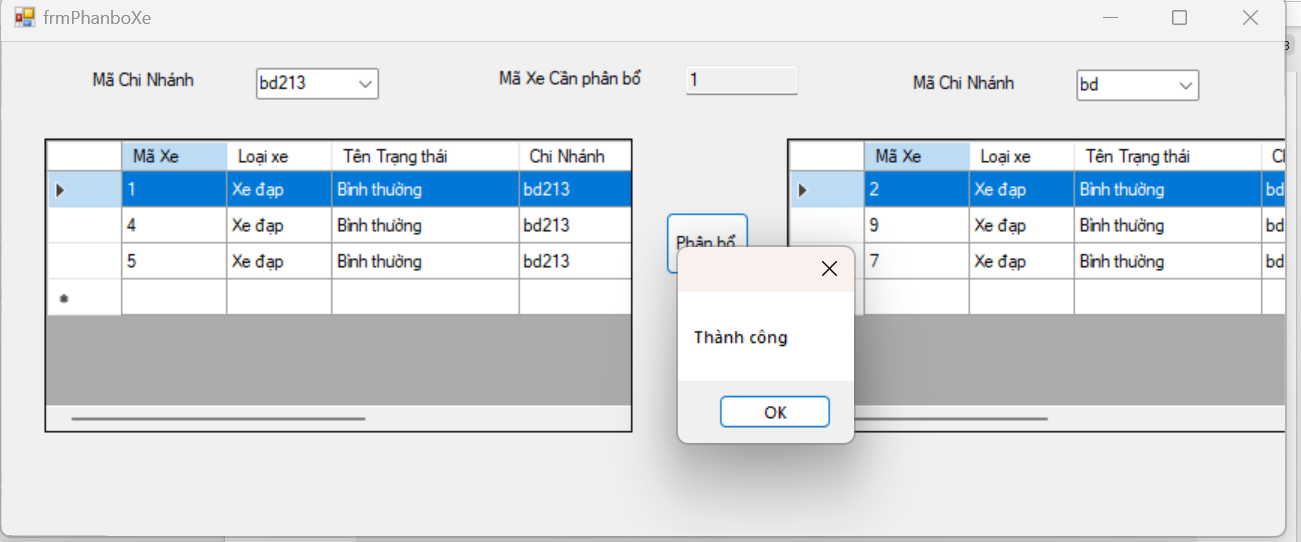 frmPhanboXe
Mã Chi Nhánh bd213 Mã Xe Cần phân bổ 1 Mã Chi Nhánh bd
Mã Xe Loại xe Tên Trạng thái Chi Nhánh Mã Xe Loại xe Tên Trạng thái
1 Xe đạp Bình thường bd213 2 Xe đạp Bình thường bd
4 Xe đạp Bình thường bd213 9 Xe đạp Bình thường bd
5 Xe đạp Bình thường bd213 7 Xe đạp Bình thường bd
Phân bổ
Thành công
OK